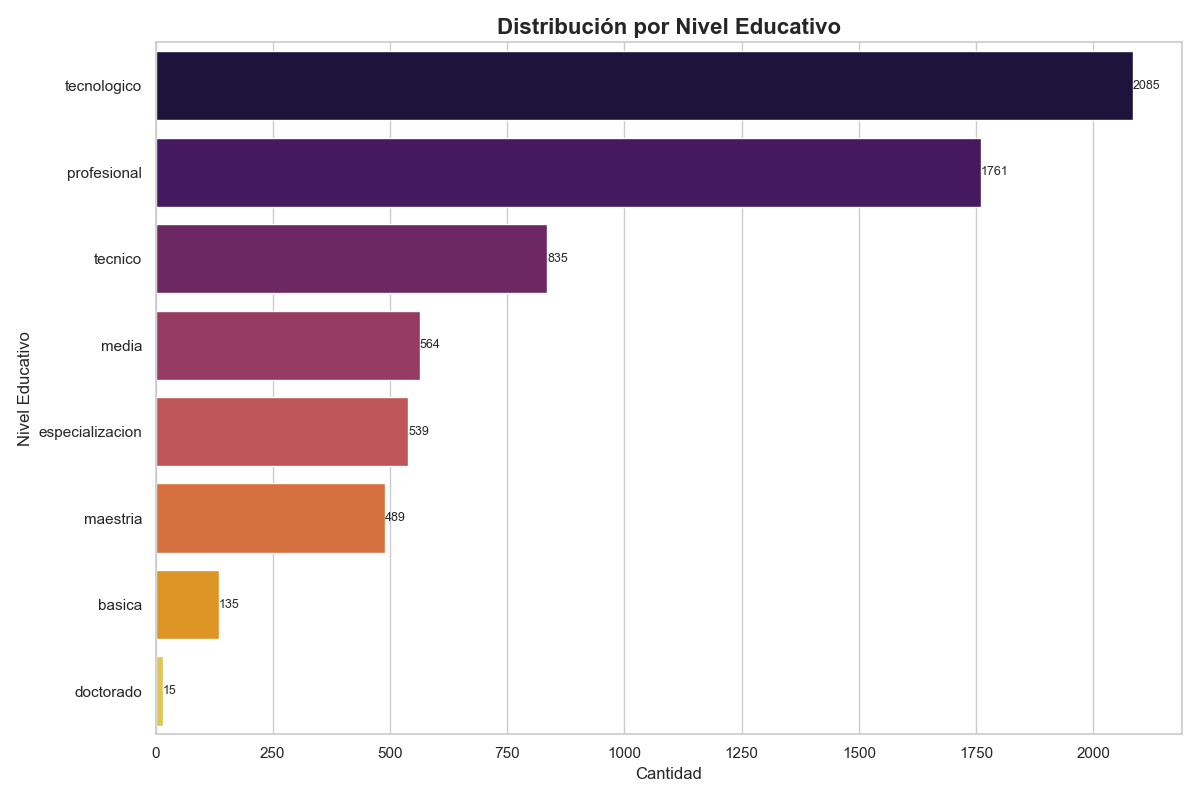 Distribución por Nivel Educativo
Nivel Educativo
tecnologico 2085
profesional 1761
tecnico 835
media 564
especializacion 539
maestria 489
basica 135
doctorado 15
0 250 500 750 1000 1250 1500 1750 2000
Cantidad